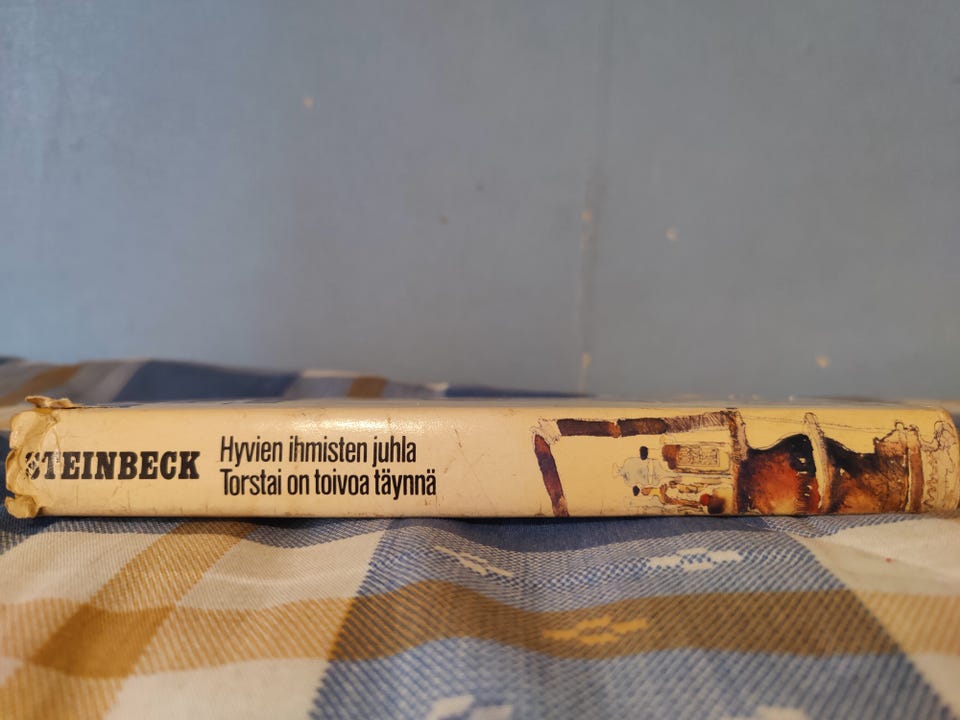 STEINBECK
Hyvien ihmisten juhla
Torstai on toivoa täynnä